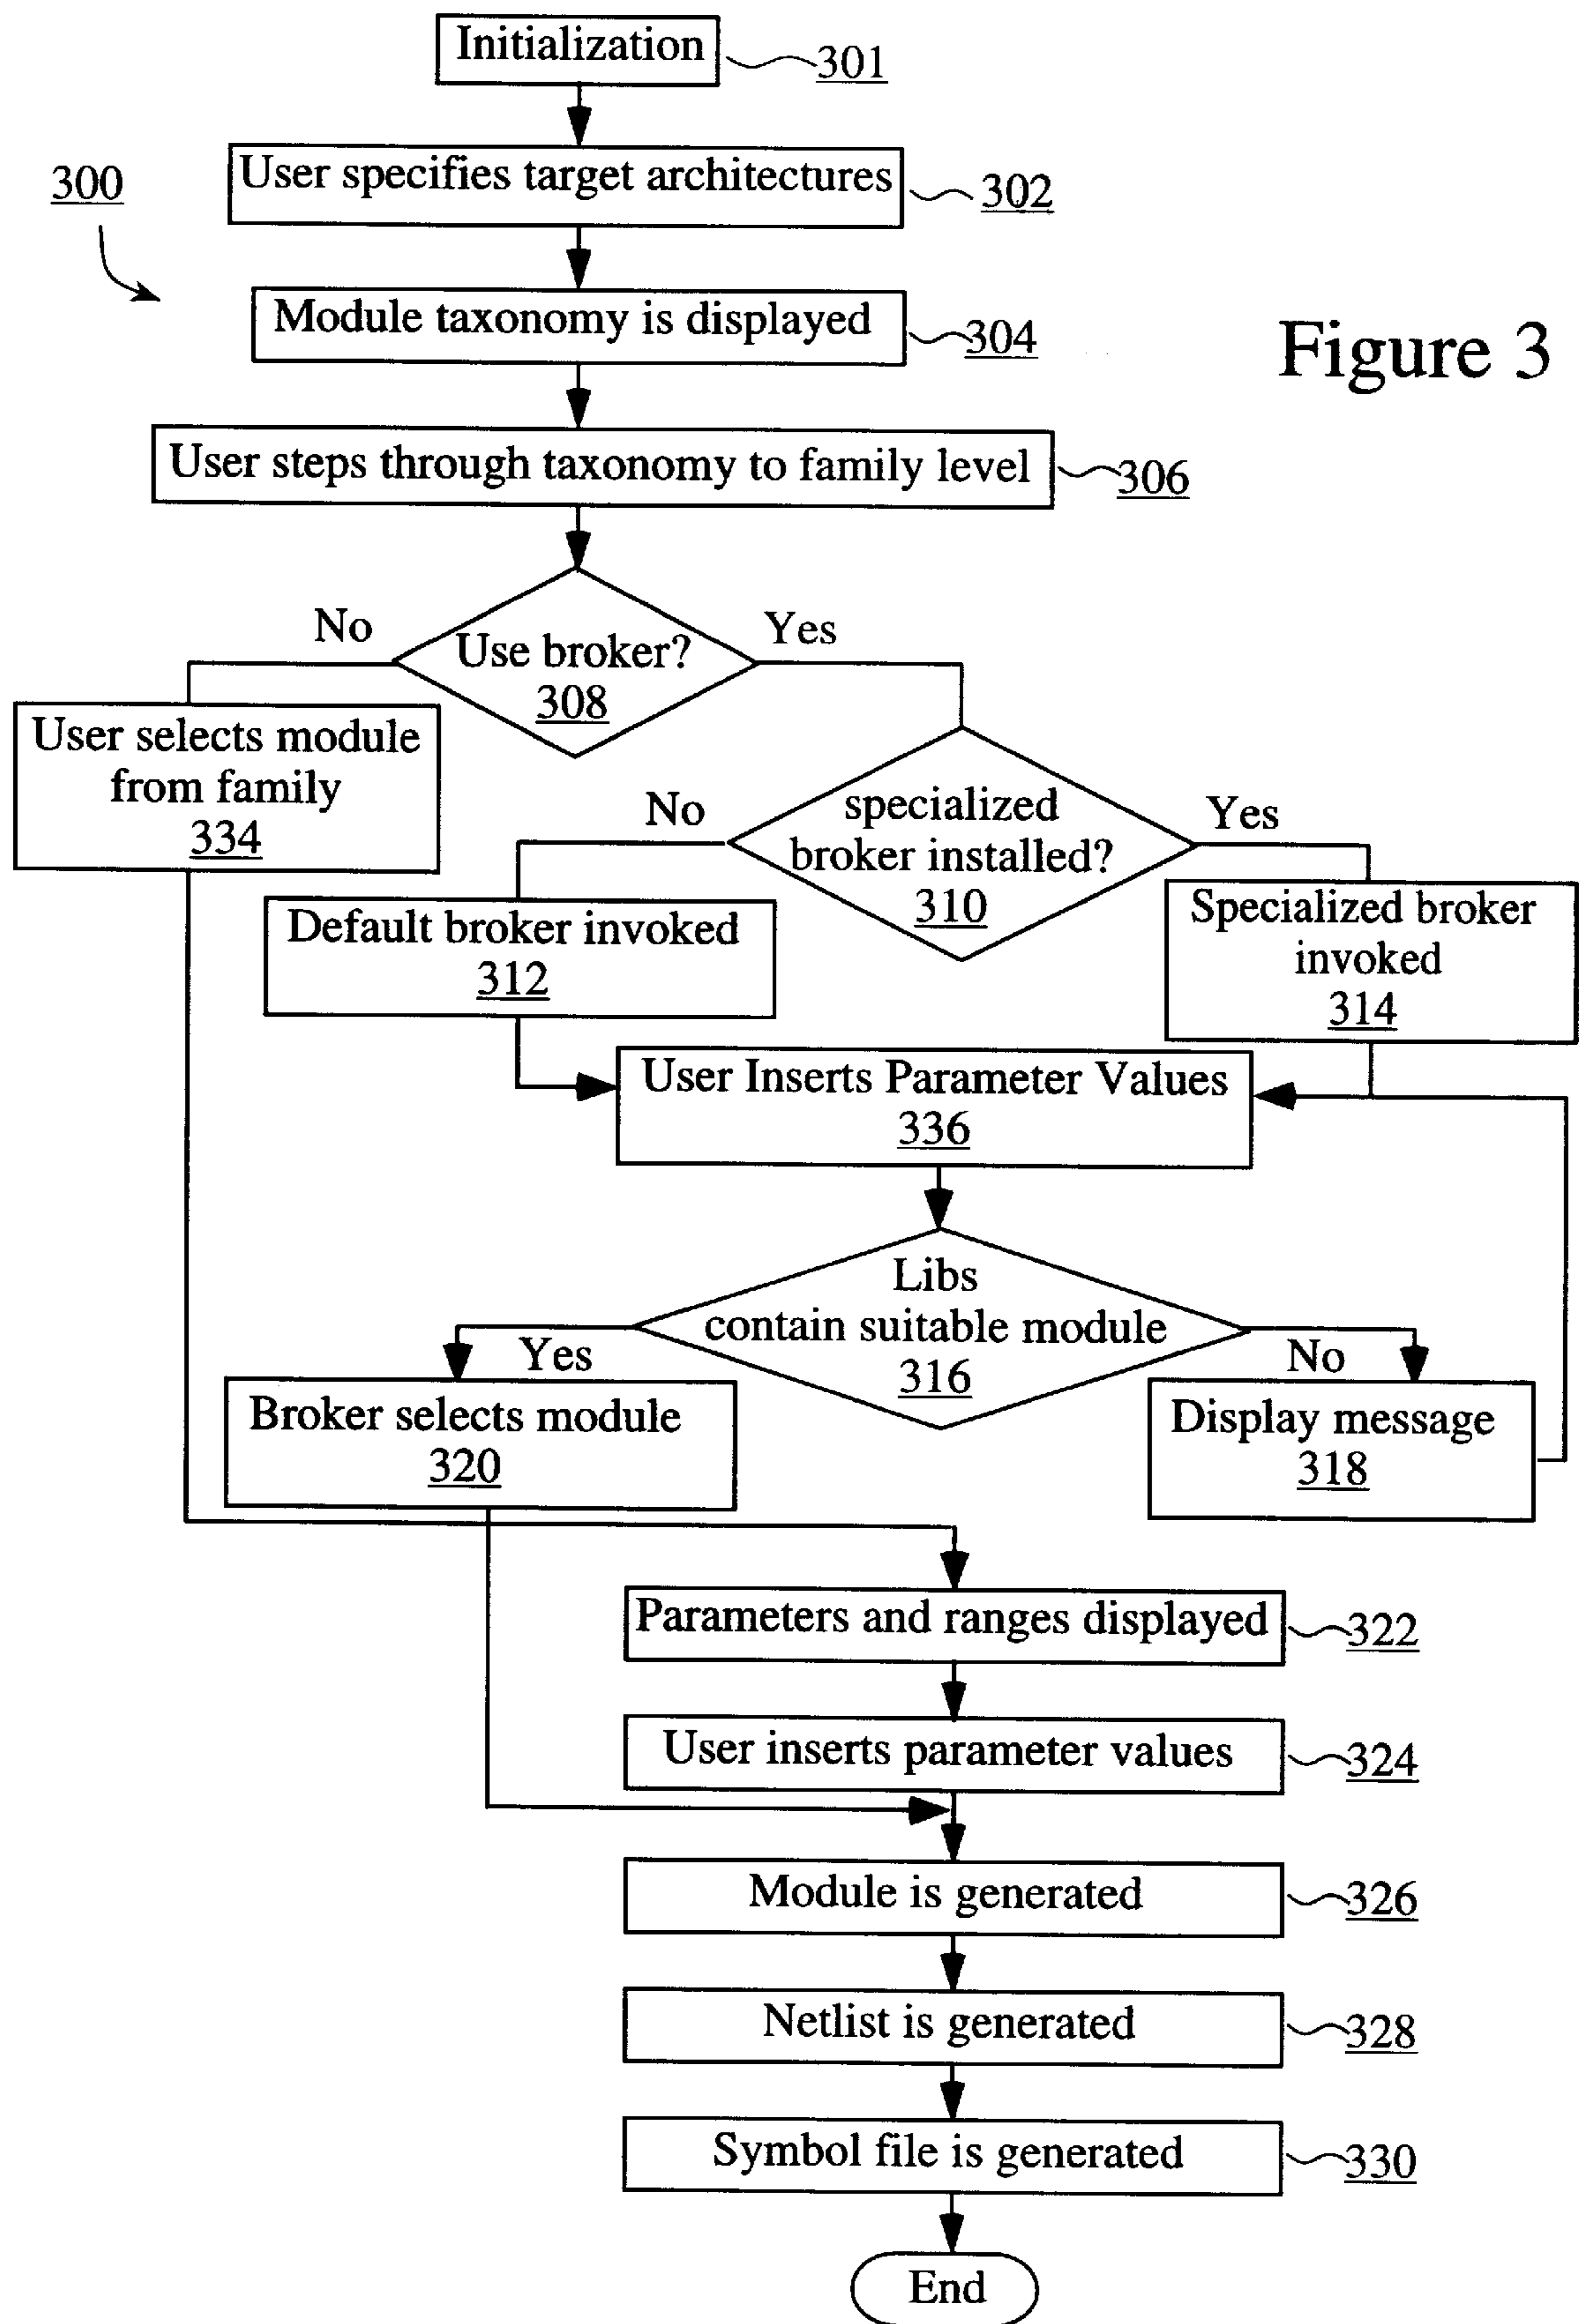 Initialization
301
User specifies target architectures
302
300
Module taxonomy is displayed
304
Figure 3
User steps through taxonomy to family level
306
No
Yes
Use broker?
308
User selects module
from family
334
No
Yes
specialized
broker installed?
310
Default broker invoked
312
Specialized broker
invoked
314
User Inserts Parameter Values
336
Libs
contain suitable module
316
Yes
No
Broker selects module
320
Display message
318
Parameters and ranges displayed
322
User inserts parameter values
324
Module is generated
326
Netlist is generated
328
Symbol file is generated
330
End